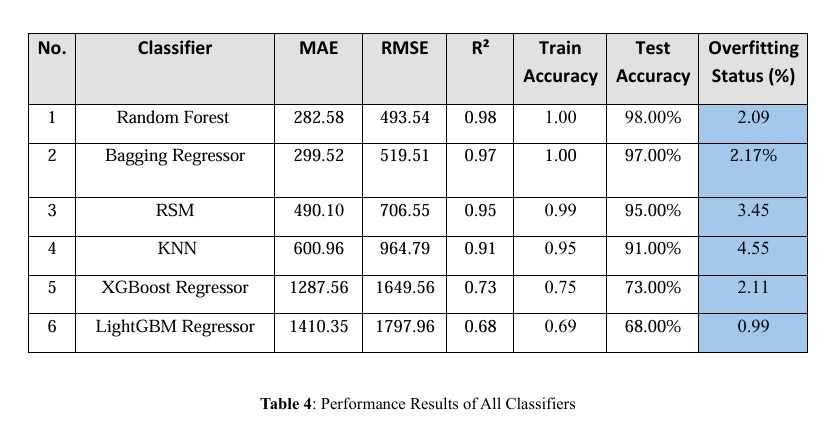 No. Classifier MAE RMSE R² Train Accuracy Test Accuracy Overfitting Status (%)
1 Random Forest 282.58 493.54 0.98 1.00 98.00% 2.09
2 Bagging Regressor 299.52 519.51 0.97 1.00 97.00% 2.17%
3 RSM 490.10 706.55 0.95 0.99 95.00% 3.45
4 KNN 600.96 964.79 0.91 0.95 91.00% 4.55
5 XGBoost Regressor 1287.56 1649.56 0.73 0.75 73.00% 2.11
6 LightGBM Regressor 1410.35 1797.96 0.68 0.69 68.00% 0.99
Table 4: Performance Results of All Classifiers